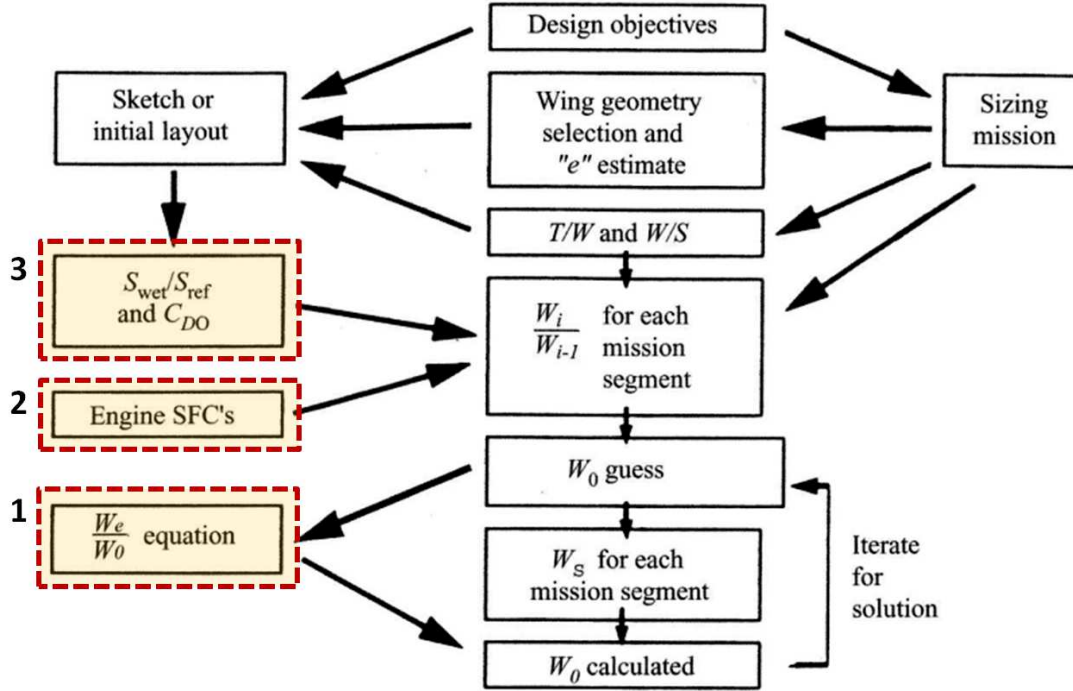 Design objectives
Sketch or
initial layout
Wing geometry
selection and
"e" estimate
Sizing
mission
T/W and W/S
3
S_wet/S_ref
and C_DO
W_i
W_i-1
for each
mission
segment
2
Engine SFC's
W_0 guess
1
W_e
W_0
equation
W_S for each
mission segment
Iterate
for
solution
W_0 calculated